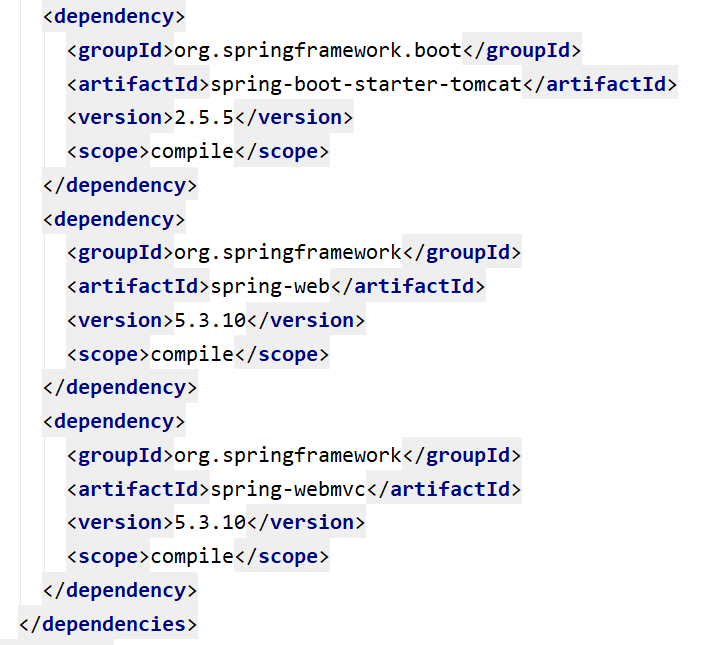 <dependency>
<groupId>org.springframework.boot</groupId>
<artifactId>spring-boot-starter-tomcat</artifactId>
<version>2.5.5</version>
<scope>compile</scope>
</dependency>
<dependency>
<groupId>org.springframework</groupId>
<artifactId>spring-web</artifactId>
<version>5.3.10</version>
<scope>compile</scope>
</dependency>
<dependency>
<groupId>org.springframework</groupId>
<artifactId>spring-webmvc</artifactId>
<version>5.3.10</version>
<scope>compile</scope>
</dependency>
</dependencies>